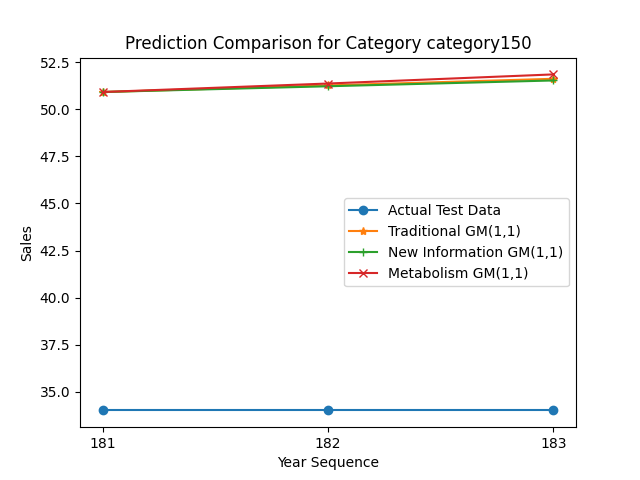 Prediction Comparison for Category category150
52.5
50.0
47.5
45.0
42.5
40.0
37.5
35.0
Sales
Actual Test Data
Traditional GM(1,1)
New Information GM(1,1)
Metabolism GM(1,1)
181
182
183
Year Sequence